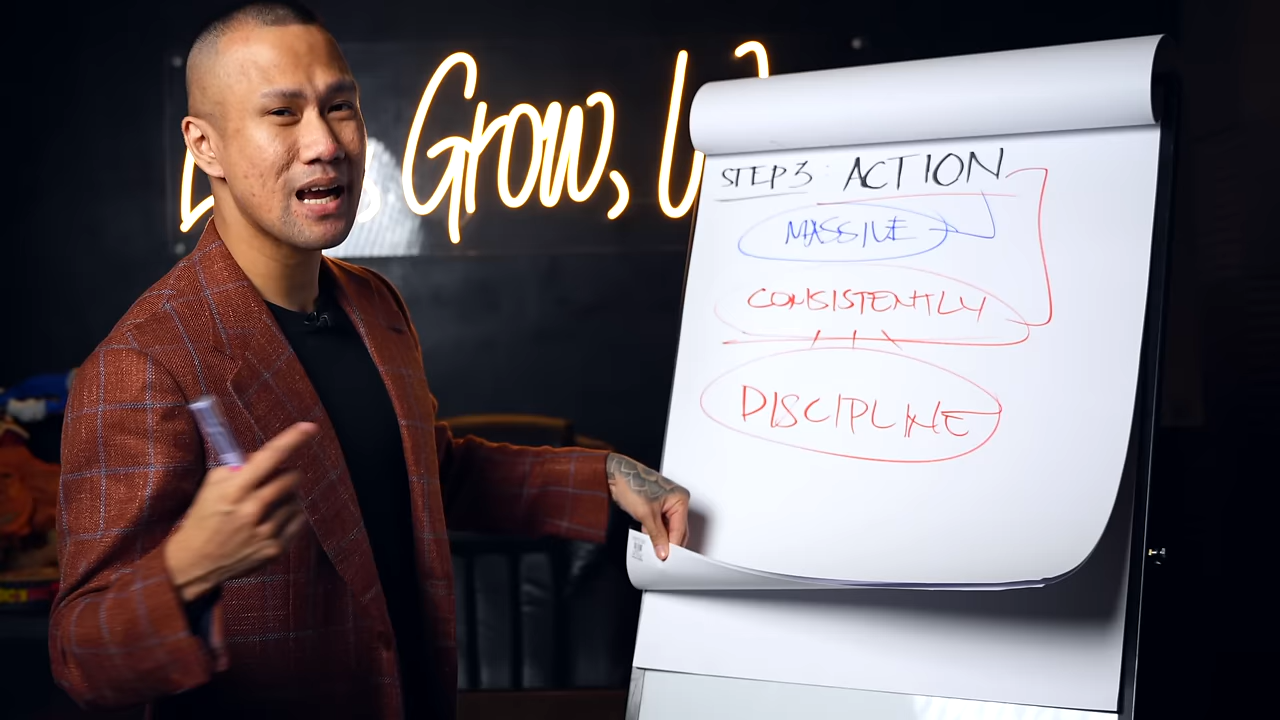 Grow,
STEP 3 : ACTION
MASSIVE
CONSISTENTLY
DISCIPLINE